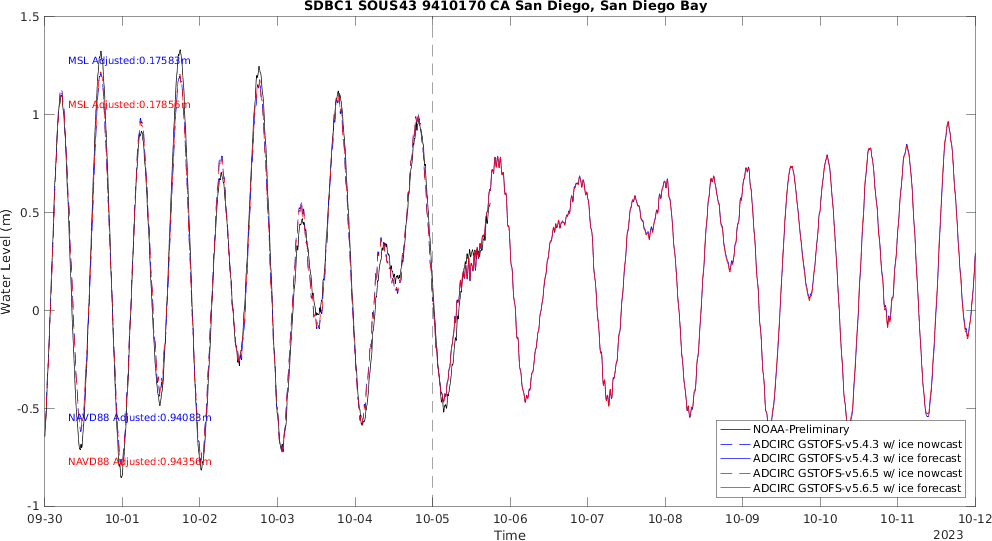 SDBC1 SOUS43 9410170 CA San Diego, San Diego Bay
1.5
MSL Adjusted:0.17583m
MSL Adjusted:0.17856m
1
0.5
Water Level (m)
0
-0.5
NAVD88 Adjusted:0.94083m
NAVD88 Adjusted:0.94356m
NOAA-Preliminary
ADCIRC GSTOFS-v5.4.3 w/ ice nowcast
ADCIRC GSTOFS-v5.4.3 w/ ice forecast
ADCIRC GSTOFS-v5.6.5 w/ ice nowcast
ADCIRC GSTOFS-v5.6.5 w/ ice forecast
-1
09-30 10-01 10-02 10-03 10-04 10-05 10-06 10-07 10-08 10-09 10-10 10-11 10-12
Time
2023